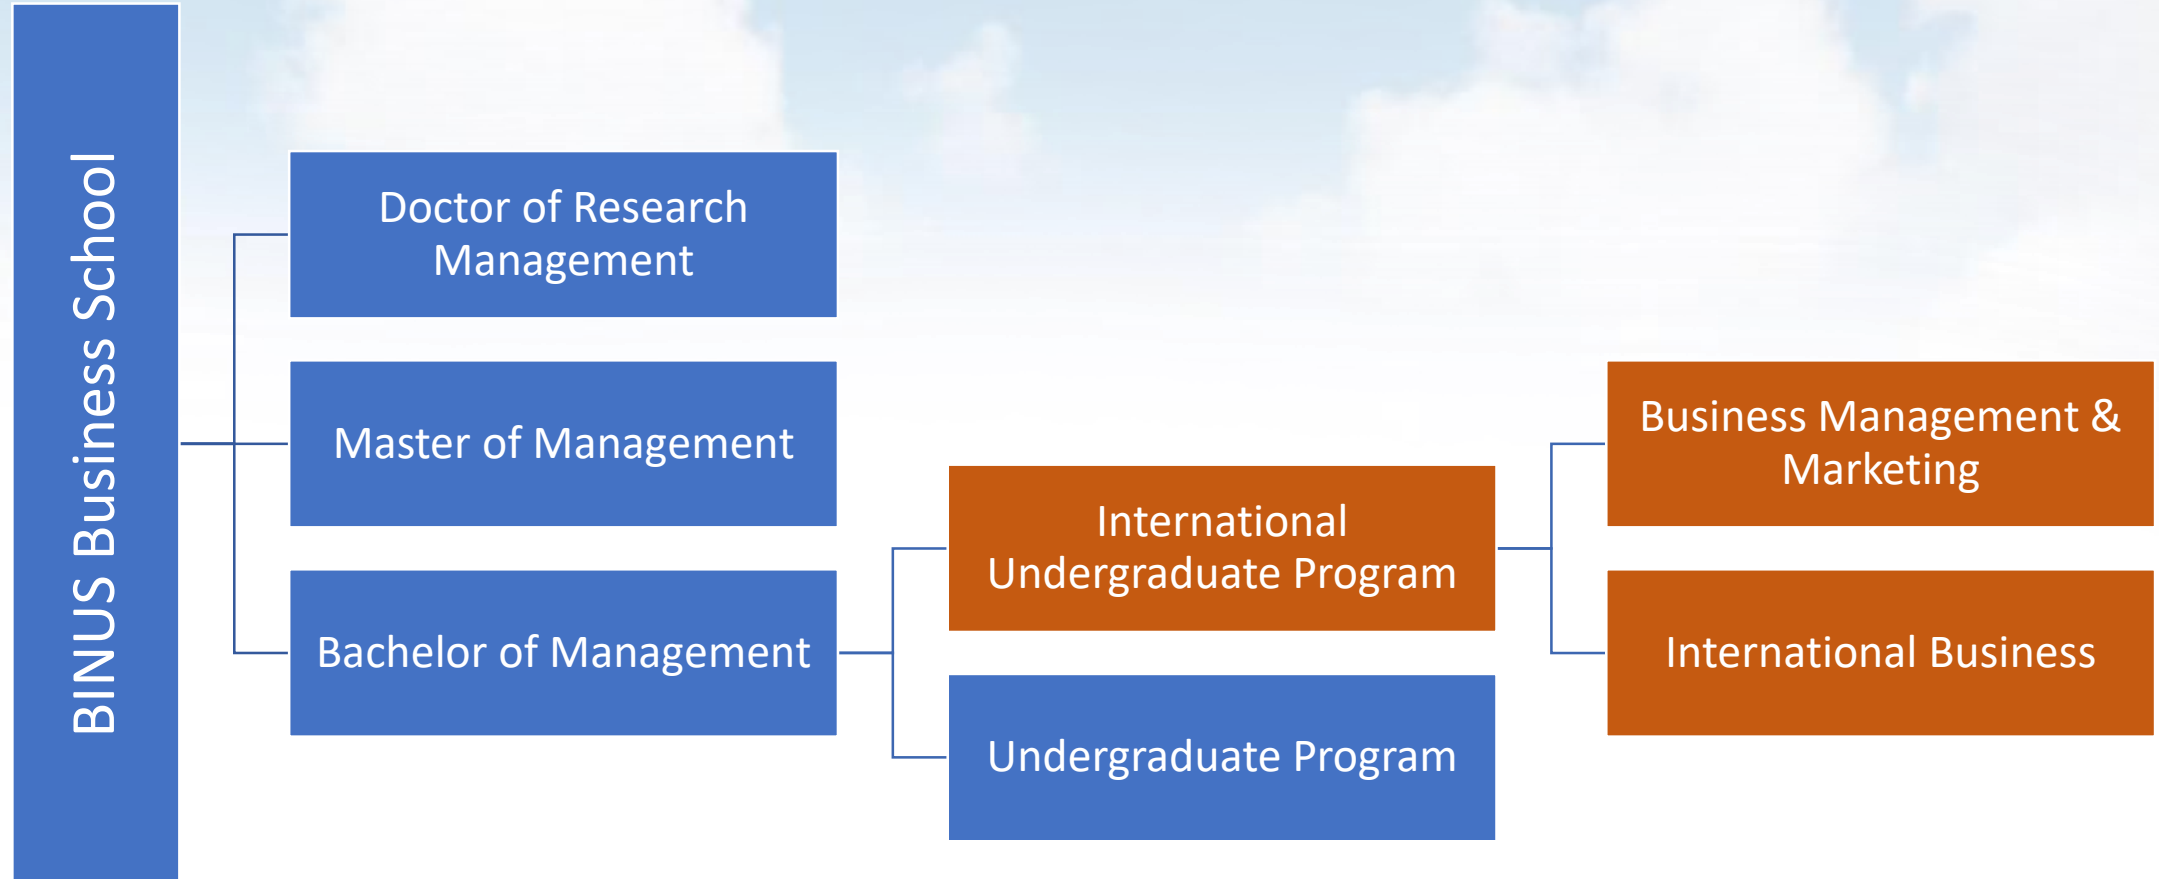 BINUS Business School
Doctor of Research
Management
Master of Management
Bachelor of Management
International
Undergraduate Program
Undergraduate Program
Business Management &
Marketing
International Business